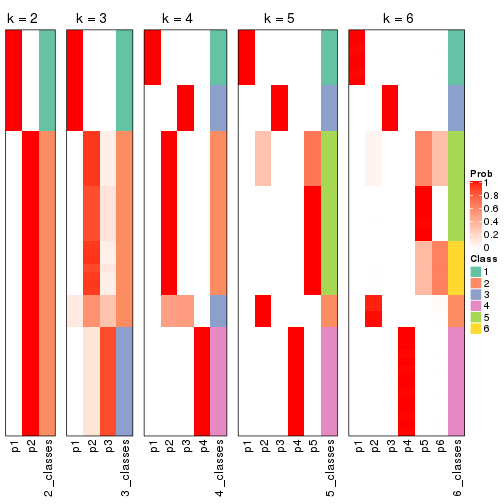 k = 2
k = 3
k = 4
k = 5
k = 6
Prob
1
0.8
0.6
0.4
0.2
0
Class
1
2
3
4
5
6
p1
p2
2_classes
p1
p2
p3
3_classes
p1
p2
p3
p4
4_classes
p1
p2
p3
p4
p5
5_classes
p1
p2
p3
p4
p5
p6
6_classes